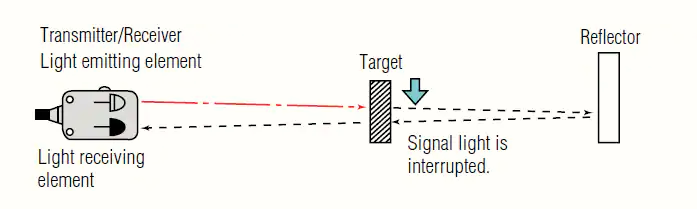 Transmitter/Receiver
Light emitting element
Target
Reflector
Signal light is
interrupted.
Light receiving
element